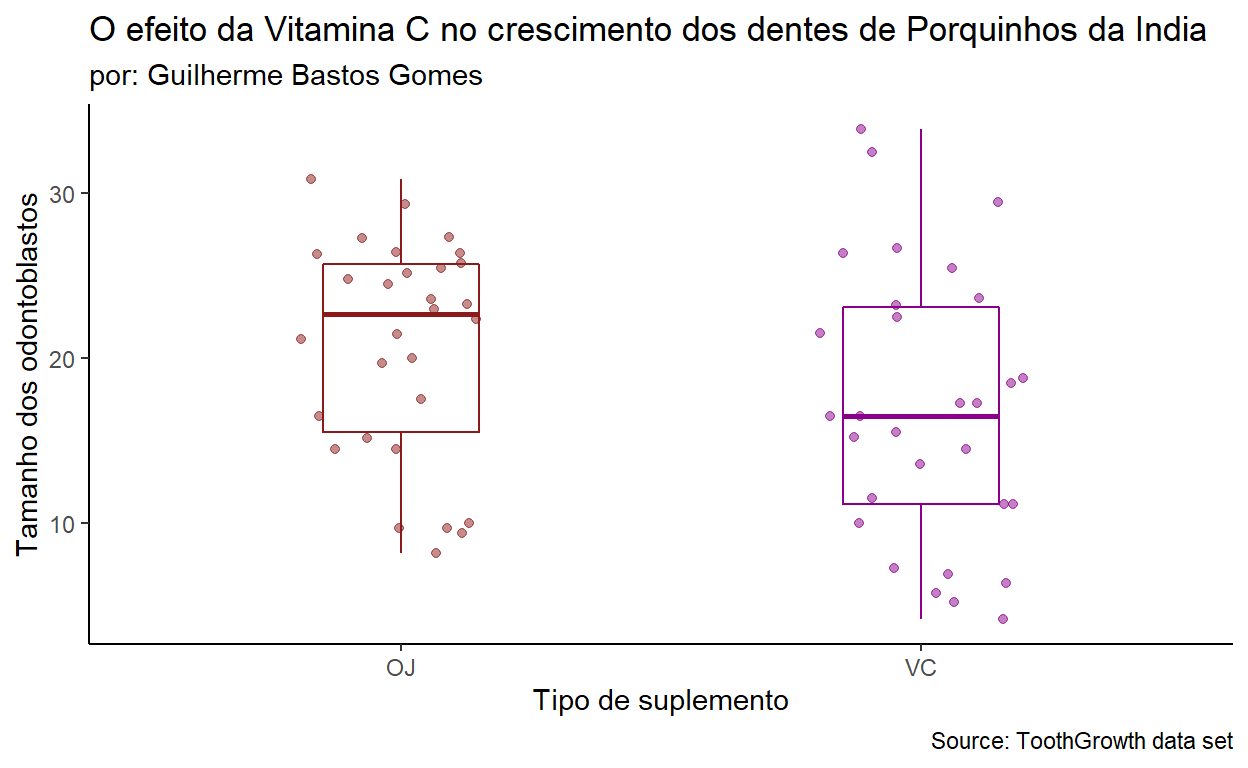 O efeito da Vitamina C no crescimento dos dentes de Porquinhos da India
por: Guilherme Bastos Gomes
Tamanho dos odontoblastos
30
20
10
OJ
VC
Tipo de suplemento
Source: ToothGrowth data set